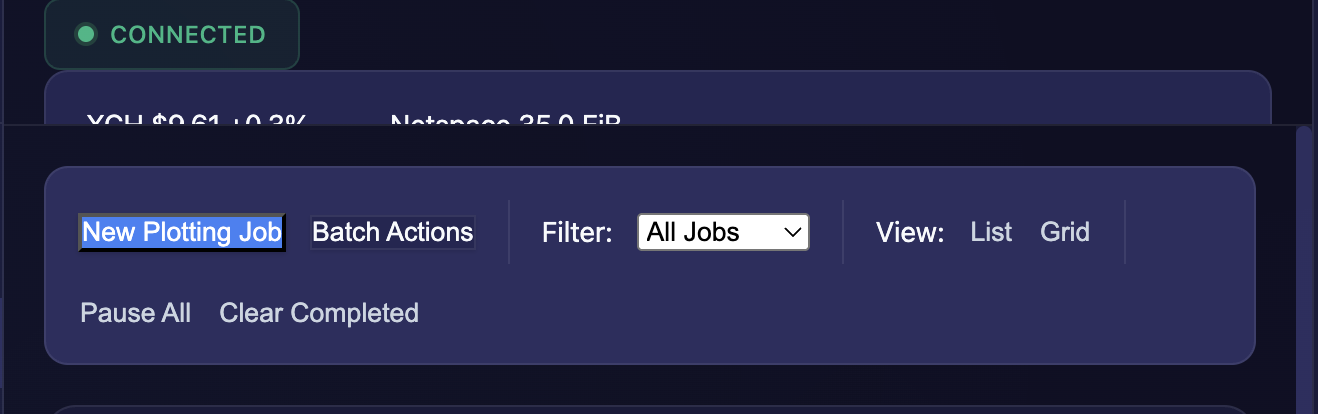 CONNECTED
XCH $9.61 +0.3% Netspace 35.0 EiB
New Plotting Job Batch Actions Filter: All Jobs View: List Grid
Pause All Clear Completed